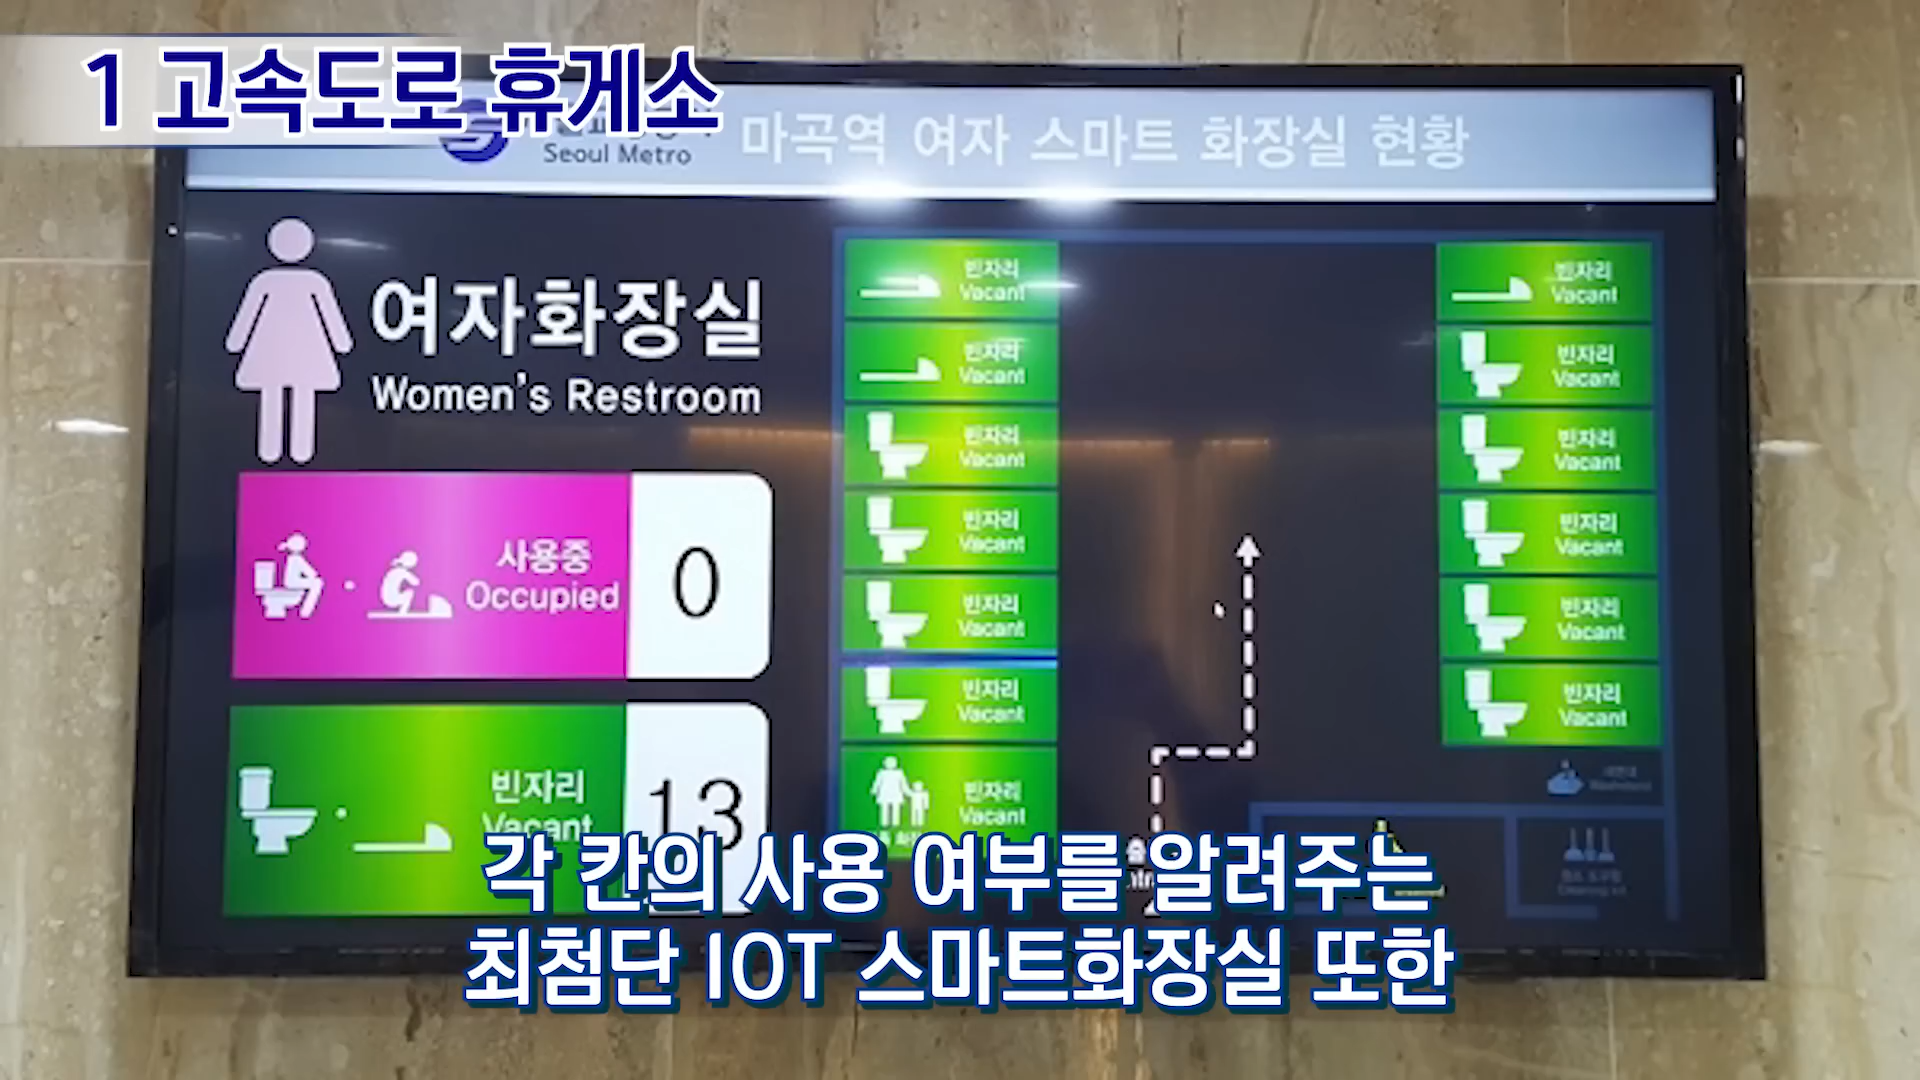 1 고속도로 휴게소
Seoul Metro
마곡역 여자 스마트 화장실 현황
여자화장실
Women's Restroom
사용중
Occupied
0
빈자리
Vacant
13
빈자리
Vacant
빈자리
Vacant
빈자리
Vacant
빈자리
Vacant
빈자리
Vacant
빈자리
Vacant
빈자리
Vacant
빈자리
Vacant
빈자리
Vacant
빈자리
Vacant
빈자리
Vacant
빈자리
Vacant
빈자리
Vacant
각 칸의 사용 여부를 알려주는
최첨단 IOT 스마트화장실 또한